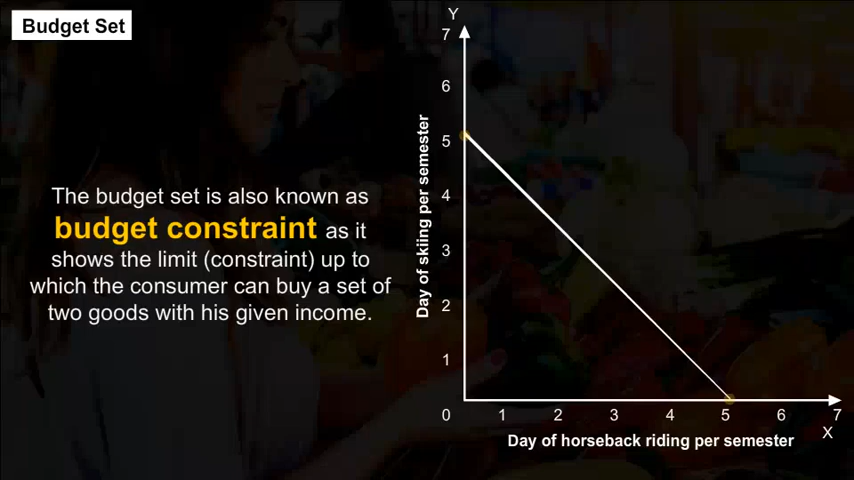 Budget Set
The budget set is also known as
budget constraint as it
shows the limit (constraint) up to
which the consumer can buy a set of
two goods with his given income.
Y
7
6
5
4
3
2
1
Day of skiing per semester
0 1 2 3 4 5 6 7
X
Day of horseback riding per semester